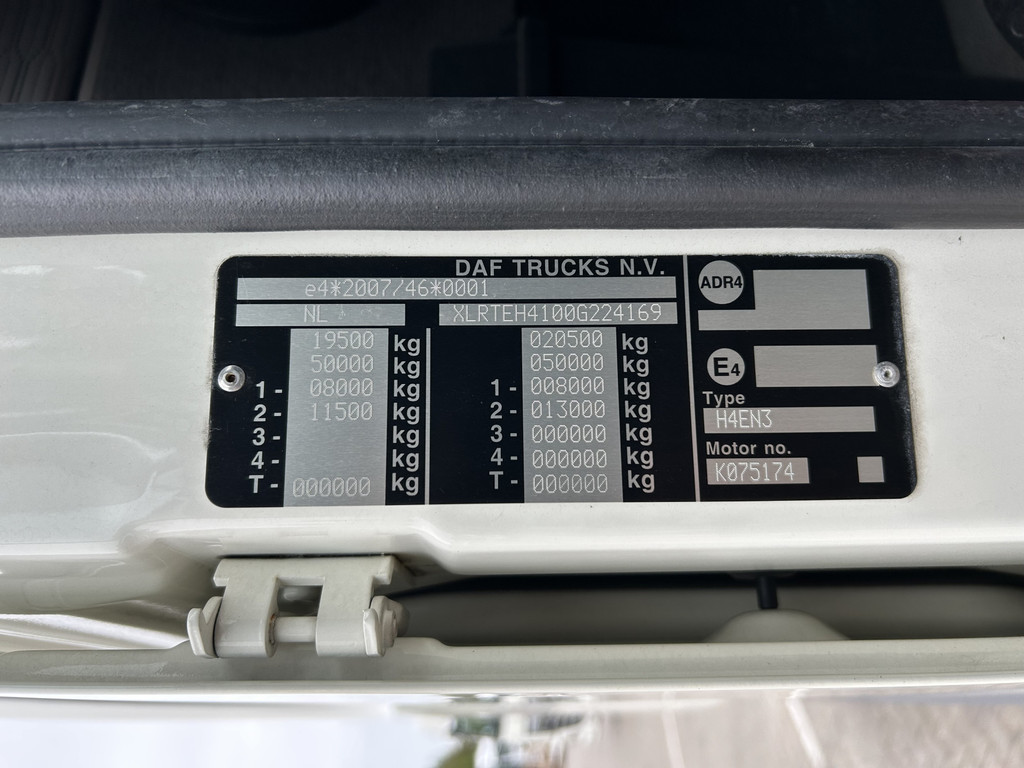 DAF TRUCKS N.V.
e4*2007/46*0001
NL XLRTEH4100G224169
19500 kg 020500 kg
50000 kg 050000 kg
1- 08000 kg 1- 008000 kg
2- 11500 kg 2- 013000 kg
3- kg 3- 000000 kg
4- kg 4- 000000 kg
T- 000000 kg T- 000000 kg
ADR4
E4
Type
H4EN3
Motor no.
K075174